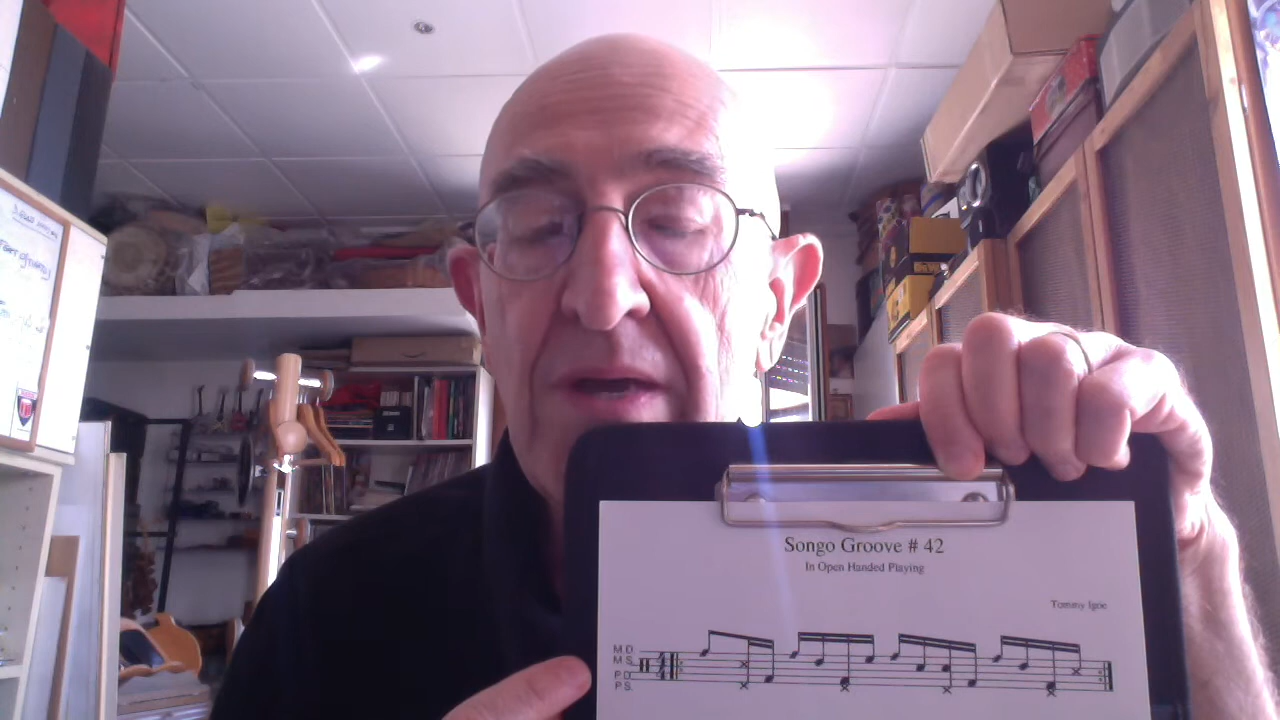 Songo Groove # 42
In Open Handed Playing
Tommy Igoe
M.D.
M.S.
P.D.
P.S.